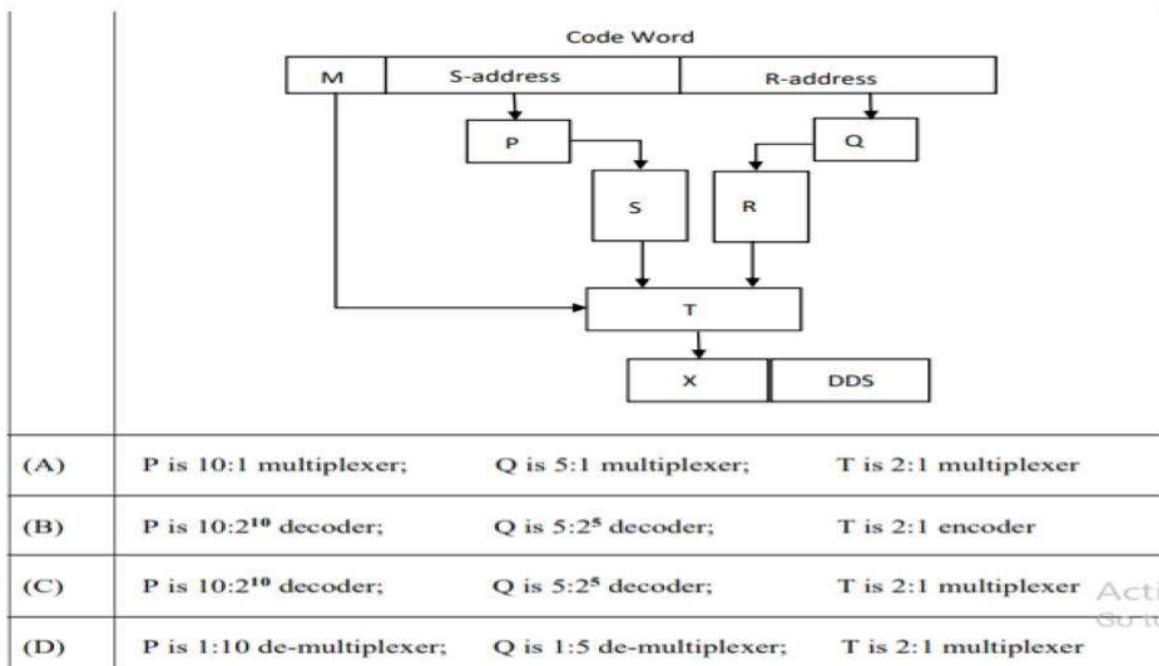 Code Word
M S-address R-address
P Q
S R
T
X DDS
(A) P is 10:1 multiplexer; Q is 5:1 multiplexer; T is 2:1 multiplexer
(B) P is 10:2¹⁰ decoder; Q is 5:2⁵ decoder; T is 2:1 encoder
(C) P is 10:2¹⁰ decoder; Q is 5:2⁵ decoder; T is 2:1 multiplexer
Acti
(D) P is 1:10 de-multiplexer; Q is 1:5 de-multiplexer; T is 2:1 multiplexer